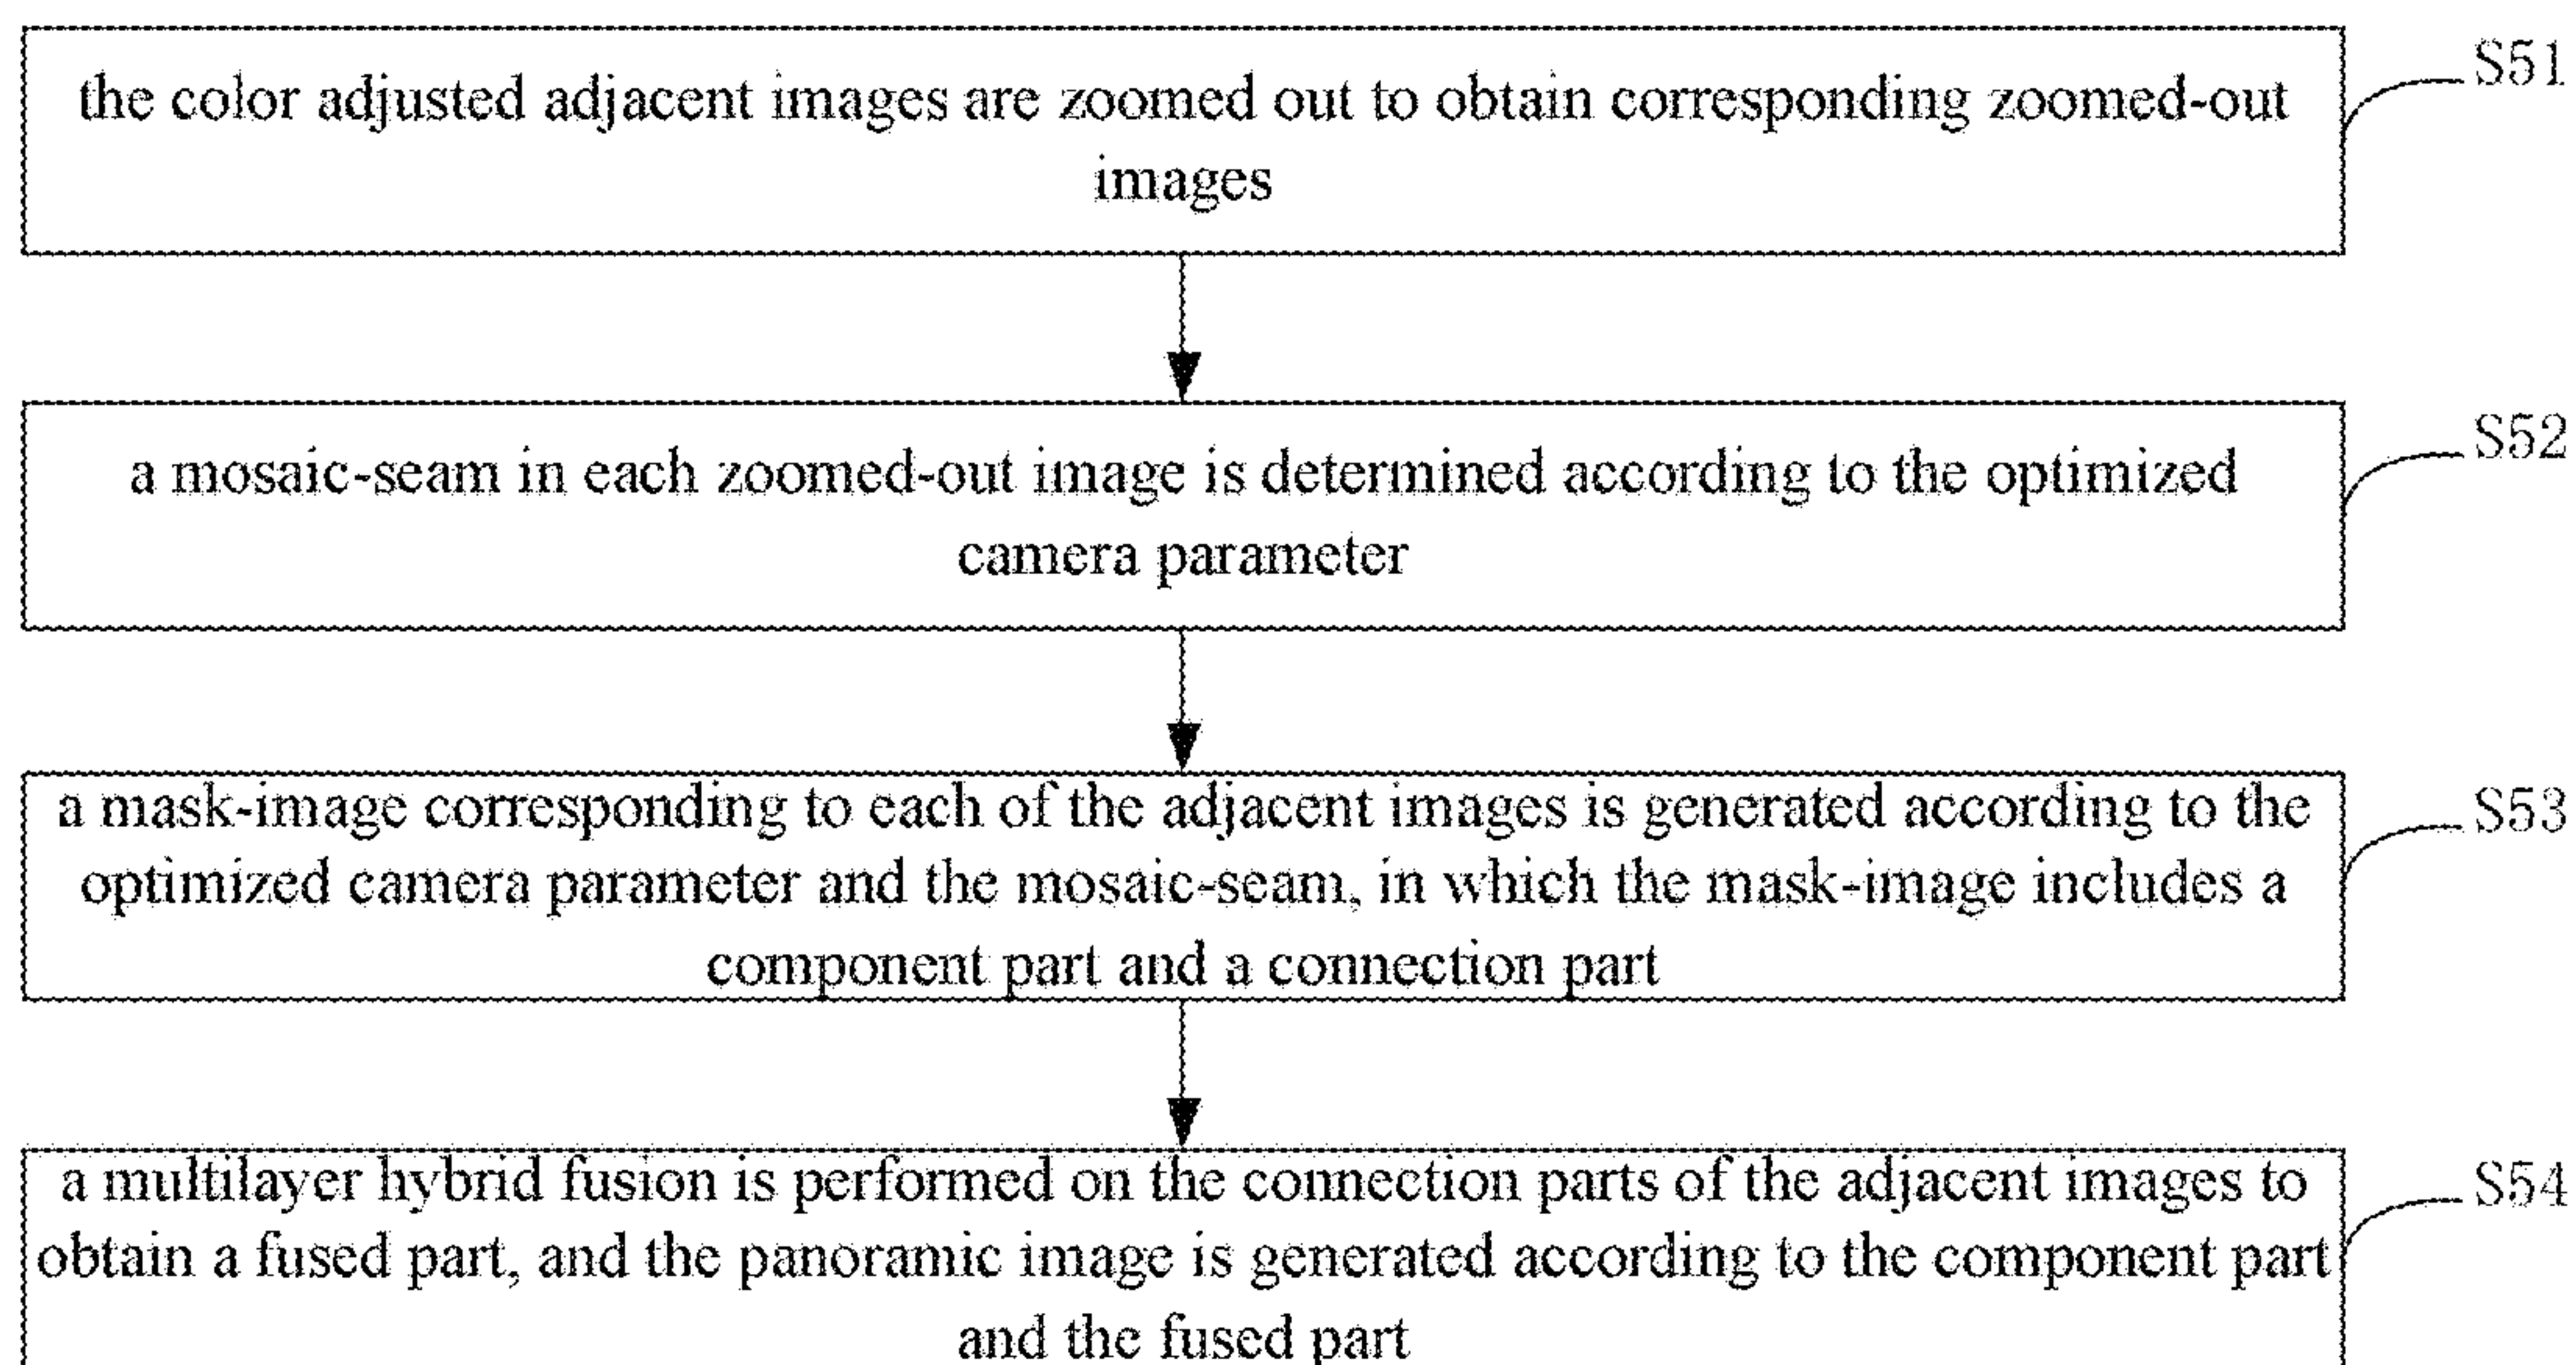 the color adjusted adjacent images are zoomed out to obtain corresponding zoomed-out
images
S51
a mosaic-seam in each zoomed-out image is determined according to the optimized
camera parameter
S52
a mask-image corresponding to each of the adjacent images is generated according to the
optimized camera parameter and the mosaic-seam, in which the mask-image includes a
component part and a connection part
S53
a multilayer hybrid fusion is performed on the connection parts of the adjacent images to
obtain a fused part, and the panoramic image is generated according to the component part
and the fused part
S54